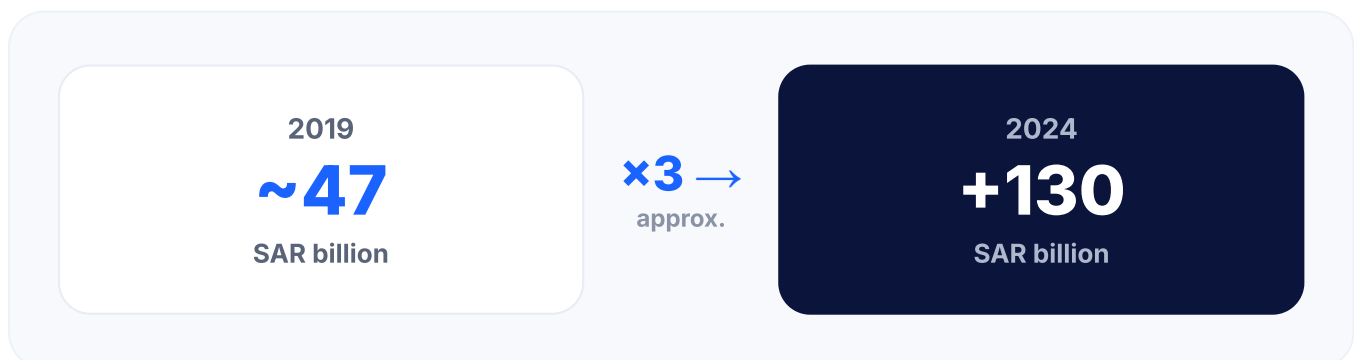 2019
~47
SAR billion
×3 →
approx.
2024
+130
SAR billion